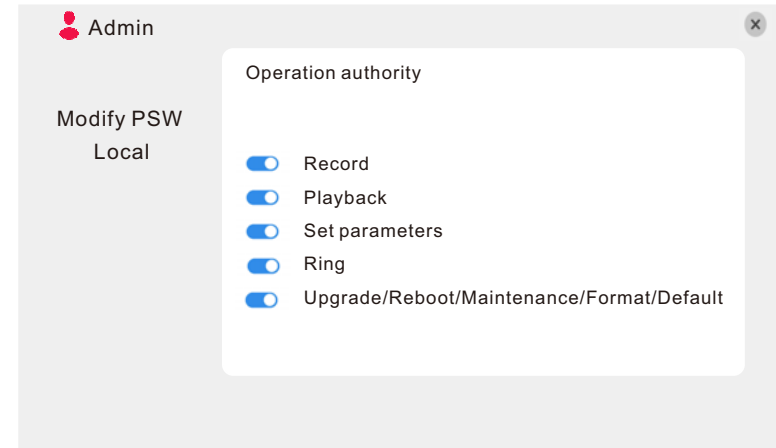 Admin
Modify PSW
Local
Operation authority
Record
Playback
Set parameters
Ring
Upgrade/Reboot/Maintenance/Format/Default